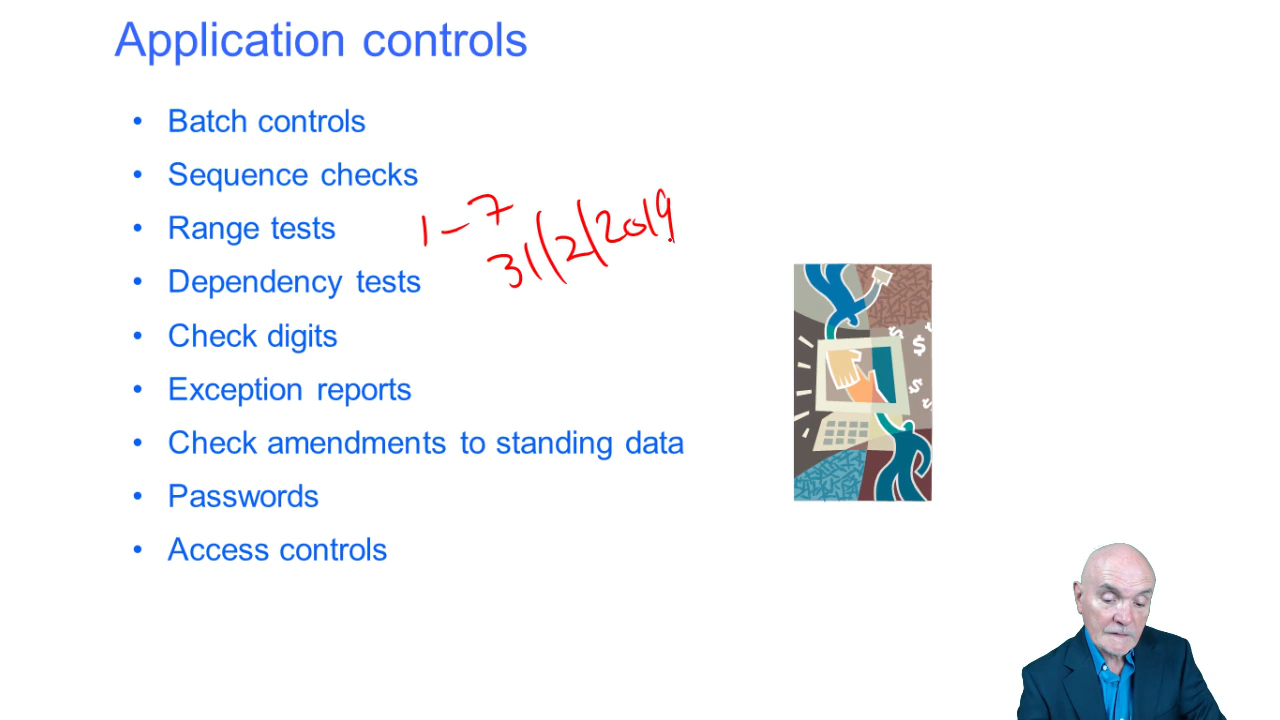 Application controls
• Batch controls
• Sequence checks
• Range tests 1-7
31/2/2019
• Dependency tests
• Check digits
• Exception reports
• Check amendments to standing data
• Passwords
• Access controls
$
$